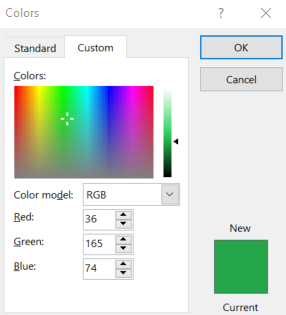 Colors
? ×
Standard Custom
Colors:
Color model: RGB
Red: 36
Green: 165
Blue: 74
OK
Cancel
New
Current